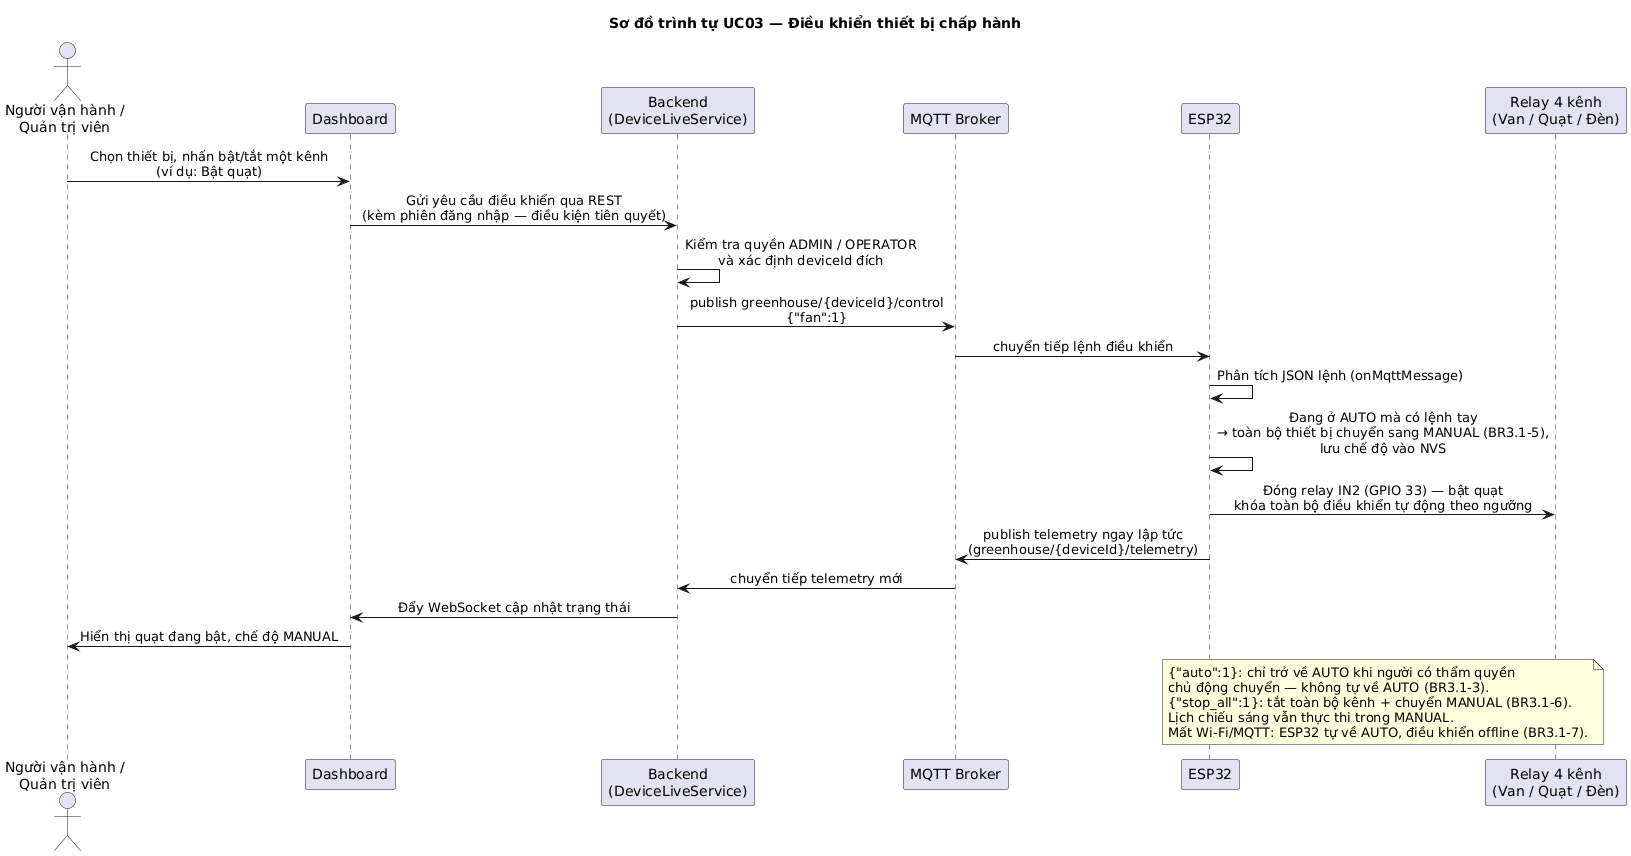 Sơ đồ trình tự UC03 — Điều khiển thiết bị chấp hành
Người vận hành /
Quản trị viên
Dashboard
Backend
(DeviceLiveService)
MQTT Broker
ESP32
Relay 4 kênh
(Van / Quạt / Đèn)
Chọn thiết bị, nhấn bật/tắt một kênh
(ví dụ: Bật quạt)
Gửi yêu cầu điều khiển qua REST
(kèm phiên đăng nhập — điều kiện tiên quyết)
Kiểm tra quyền ADMIN / OPERATOR
và xác định deviceId đích
publish greenhouse/{deviceId}/control
{"fan":1}
chuyển tiếp lệnh điều khiển
Phân tích JSON lệnh (onMqttMessage)
Đang ở AUTO mà có lệnh tay
→ toàn bộ thiết bị chuyển sang MANUAL (BR3.1-5),
lưu chế độ vào NVS
Đóng relay IN2 (GPIO 33) — bật quạt
khóa toàn bộ điều khiển tự động theo ngưỡng
publish telemetry ngay lập tức
(greenhouse/{deviceId}/telemetry)
chuyển tiếp telemetry mới
Đẩy WebSocket cập nhật trạng thái
Hiển thị quạt đang bật, chế độ MANUAL
{"auto":1}: chỉ trở về AUTO khi người có thẩm quyền
chủ động chuyển — không tự về AUTO (BR3.1-3).
{"stop_all":1}: tắt toàn bộ kênh + chuyển MANUAL (BR3.1-6).
Lịch chiếu sáng vẫn thực thi trong MANUAL.
Mất Wi-Fi/MQTT: ESP32 tự về AUTO, điều khiển offline (BR3.1-7).
Người vận hành /
Quản trị viên
Dashboard
Backend
(DeviceLiveService)
MQTT Broker
ESP32
Relay 4 kênh
(Van / Quạt / Đèn)